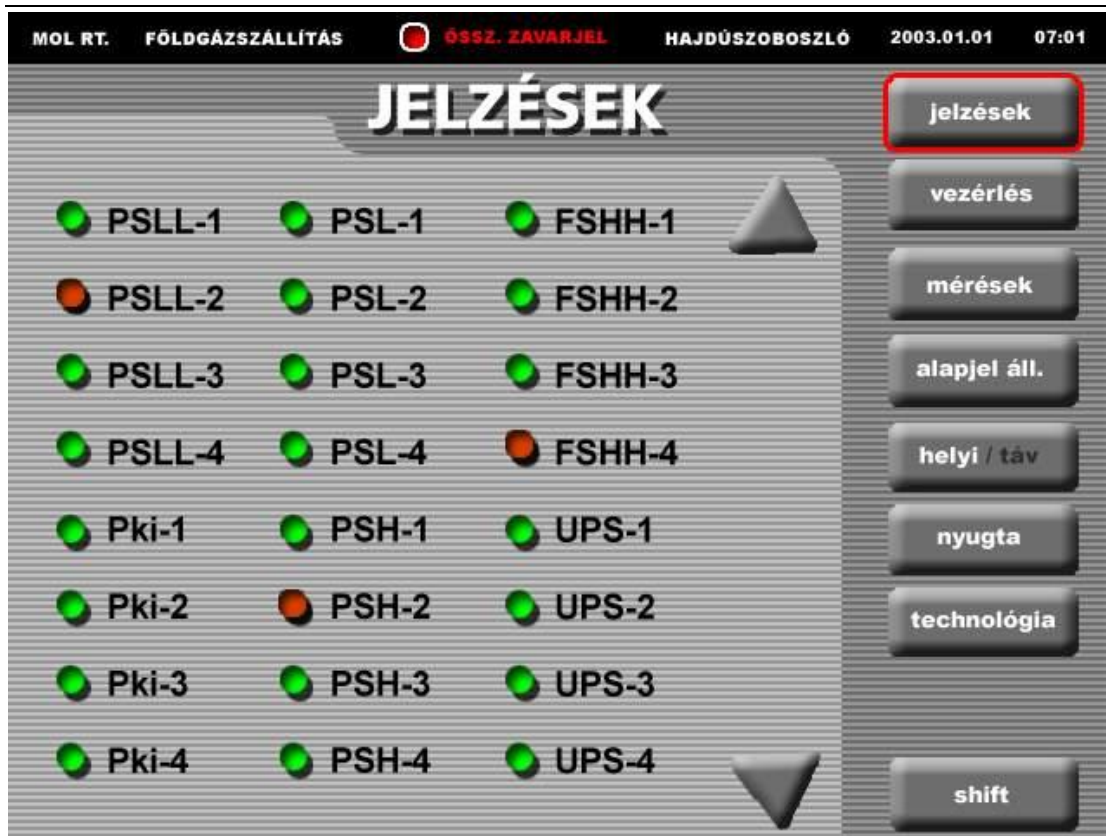 MOL RT. FÖLDGÁZSZÁLLÍTÁS ÖSSZ. ZAVARJEL HAJDÚSZOBOSZLÓ 2003.01.01 07:01
JELZÉSEK
PSLL-1 PSL-1 FSHH-1
PSLL-2 PSL-2 FSHH-2
PSLL-3 PSL-3 FSHH-3
PSLL-4 PSL-4 FSHH-4
Pki-1 PSH-1 UPS-1
Pki-2 PSH-2 UPS-2
Pki-3 PSH-3 UPS-3
Pki-4 PSH-4 UPS-4
jelzések
vezérlés
mérések
alapjel áll.
helyi / táv
nyugta
technológia
shift